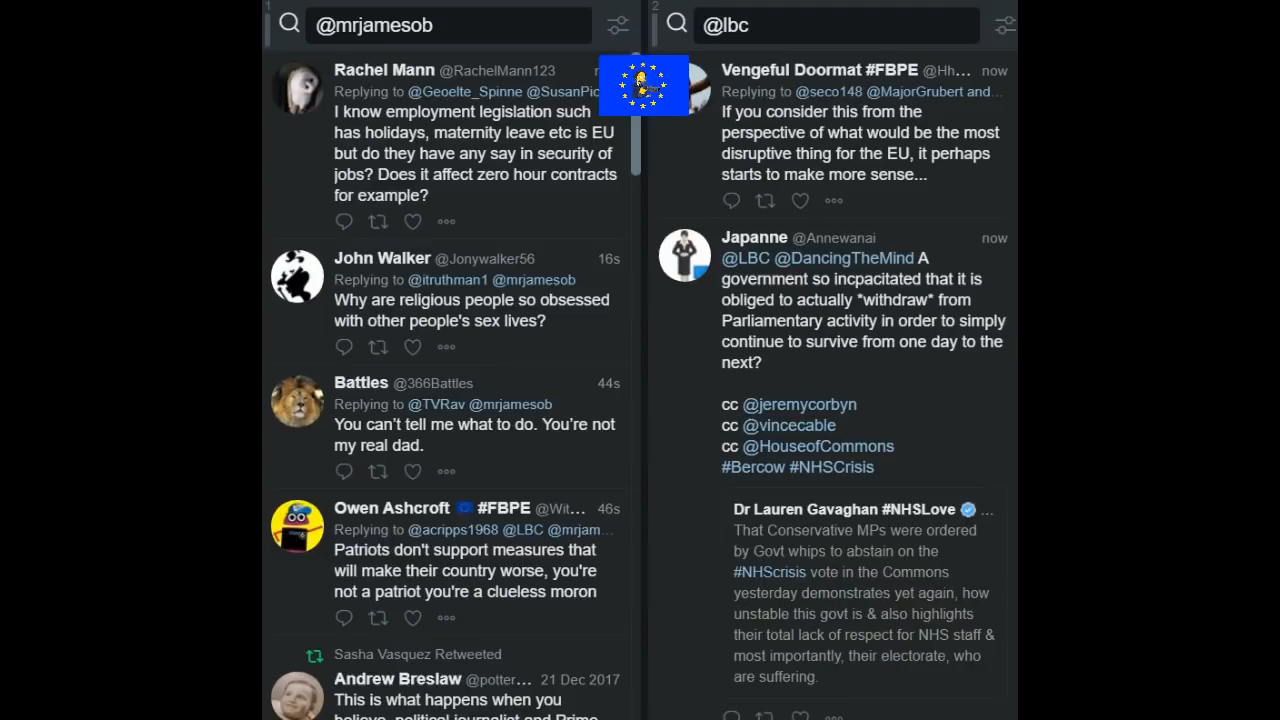 1
@mrjamesob
Rachel Mann @RachelMann123
Replying to @Geoelte_Spinne @SusanPic
I know employment legislation such
has holidays, maternity leave etc is EU
but do they have any say in security of
jobs? Does it affect zero hour contracts
for example?
John Walker @Jonywalker56 16s
Replying to @itruthman1 @mrjamesob
Why are religious people so obsessed
with other people's sex lives?
Battles @366Battles 44s
Replying to @TVRav @mrjamesob
You can't tell me what to do. You're not
my real dad.
Owen Ashcroft #FBPE @Wit... 46s
Replying to @acripps1968 @LBC @mrjam...
Patriots don't support measures that
will make their country worse, you're
not a patriot you're a clueless moron
Sasha Vasquez Retweeted
Andrew Breslaw @potter... 21 Dec 2017
This is what happens when you
believe, political journalist and Prime
2
@lbc
Vengeful Doormat #FBPE @Hh... now
Replying to @seco148 @MajorGrubert and...
If you consider this from the
perspective of what would be the most
disruptive thing for the EU, it perhaps
starts to make more sense...
Japanne @Annewanai now
@LBC @DancingTheMind A
government so incpacitated that it is
obliged to actually *withdraw* from
Parliamentary activity in order to simply
continue to survive from one day to the
next?
cc @jeremycorbyn
cc @vincecable
cc @HouseofCommons
#Bercow #NHSCrisis
Dr Lauren Gavaghan #NHSLove ...
That Conservative MPs were ordered
by Govt whips to abstain on the
#NHScrisis vote in the Commons
yesterday demonstrates yet again, how
unstable this govt is & also highlights
their total lack of respect for NHS staff &
most importantly, their electorate, who
are suffering.